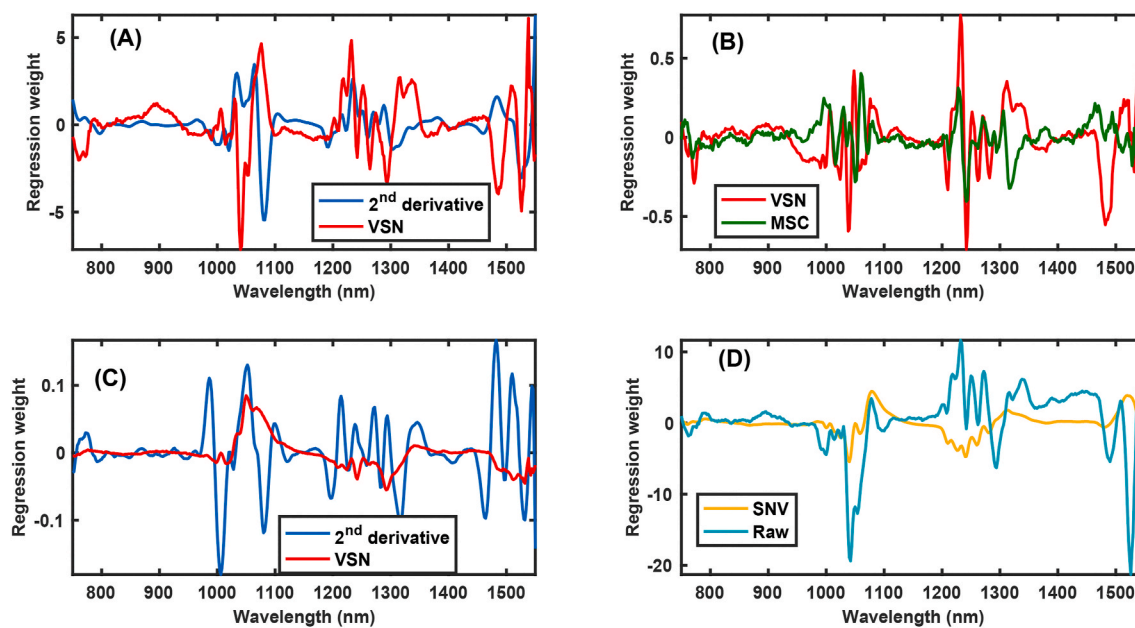 (A)
Regression weight
5
0
-5
2nd derivative
VSN
800 900 1000 1100 1200 1300 1400 1500
Wavelength (nm)
(B)
Regression weight
0.5
0
-0.5
VSN
MSC
800 900 1000 1100 1200 1300 1400 1500
Wavelength (nm)
(C)
Regression weight
0.1
0
-0.1
2nd derivative
VSN
800 900 1000 1100 1200 1300 1400 1500
Wavelength (nm)
(D)
Regression weight
10
0
-10
-20
SNV
Raw
800 900 1000 1100 1200 1300 1400 1500
Wavelength (nm)